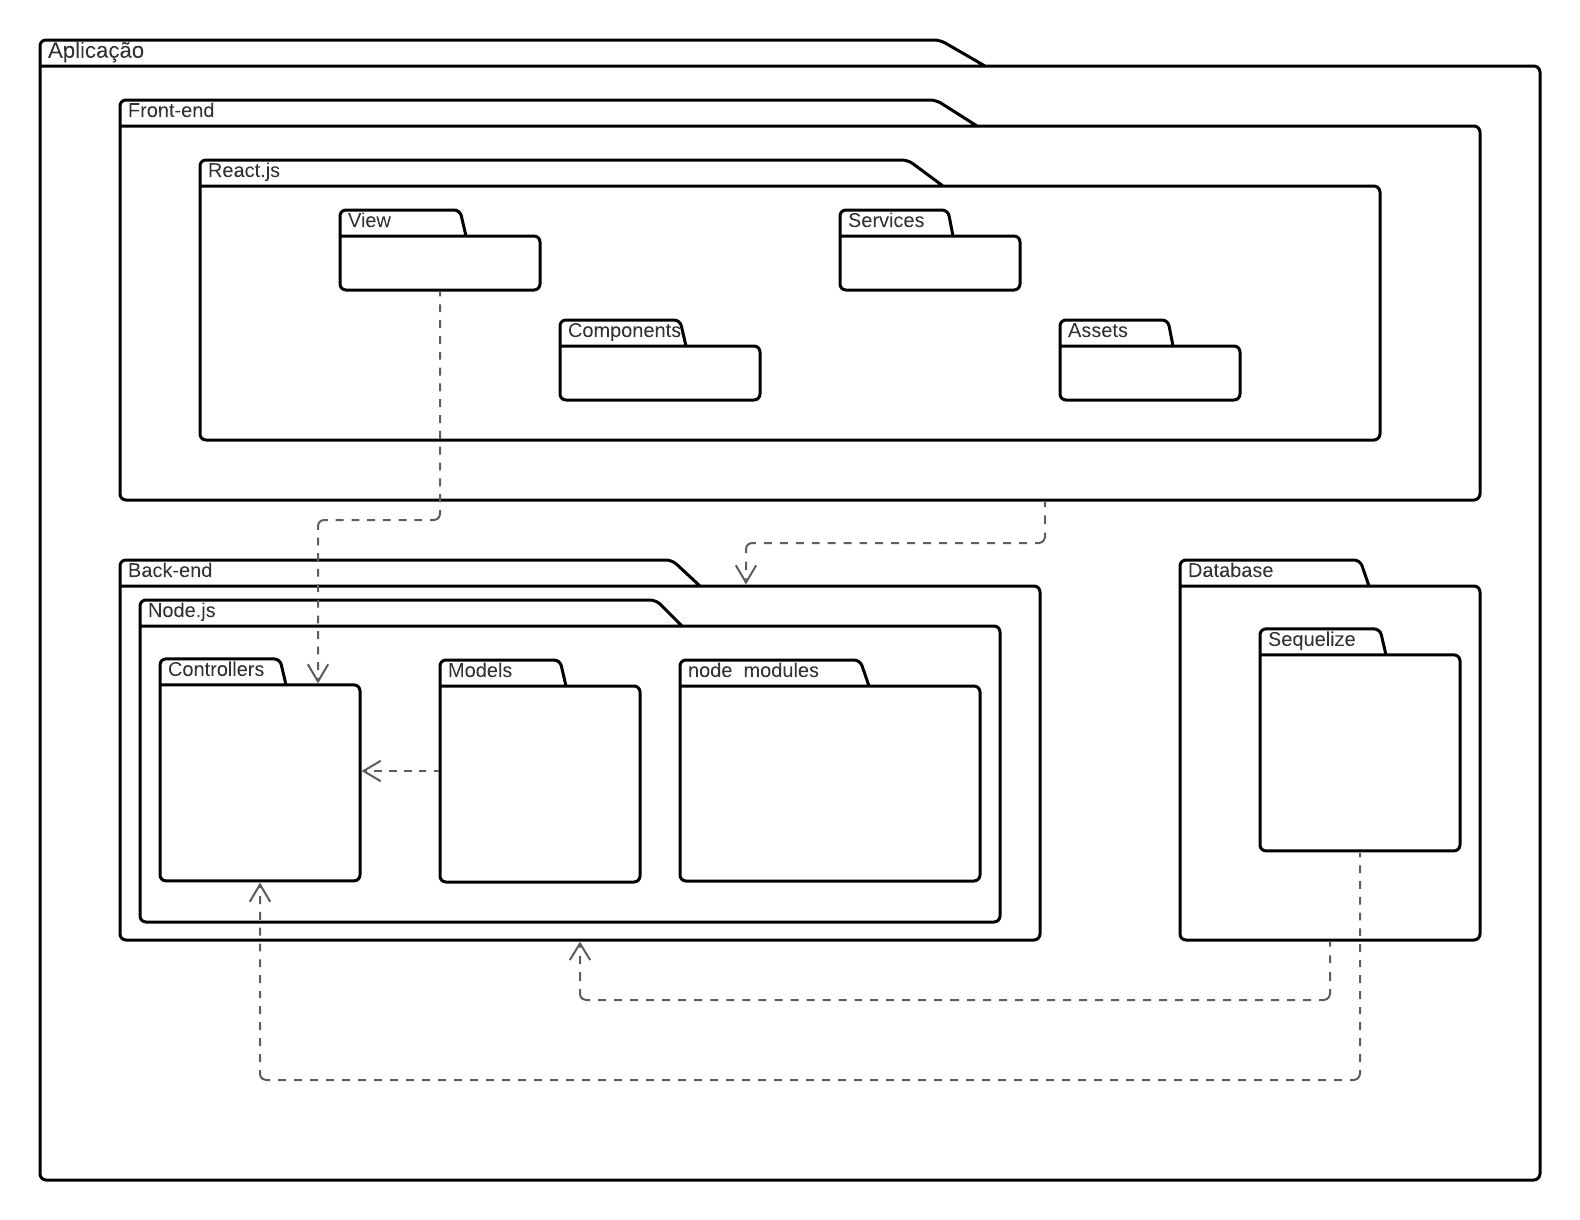 Aplicação
Front-end
React.js
View
Services
Components
Assets
Back-end
Database
Node.js
Sequelize
Controllers
Models
node modules